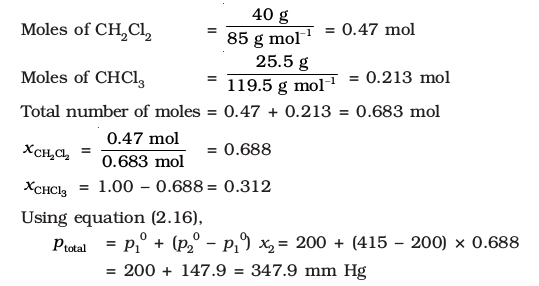 Moles of CH₂Cl₂ = 40 g / 85 g mol⁻¹ = 0.47 mol
Moles of CHCl₃ = 25.5 g / 119.5 g mol⁻¹ = 0.213 mol
Total number of moles = 0.47 + 0.213 = 0.683 mol
x_CH₂Cl₂ = 0.47 mol / 0.683 mol = 0.688
x_CHCl₃ = 1.00 – 0.688 = 0.312
Using equation (2.16),
p_total = p₁⁰ + (p₂⁰ – p₁⁰) x₂ = 200 + (415 – 200) × 0.688
= 200 + 147.9 = 347.9 mm Hg